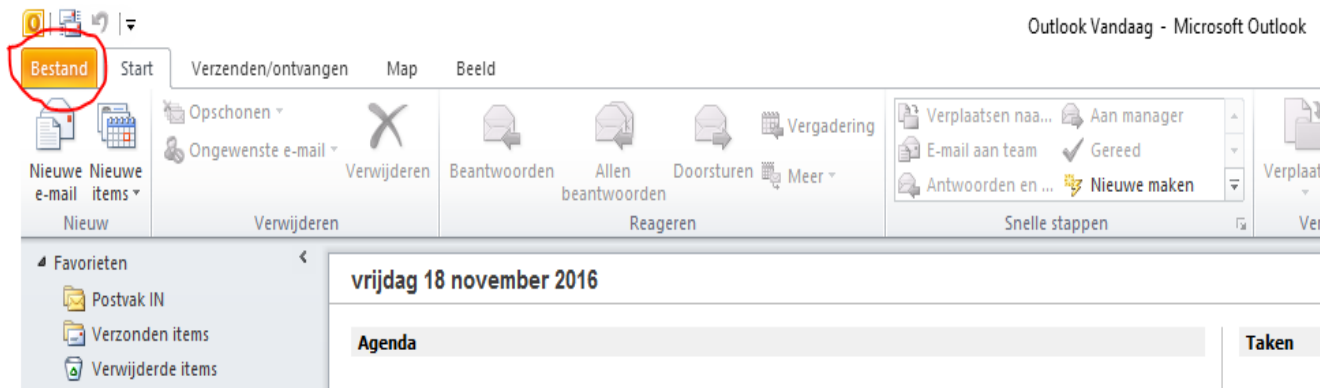 Outlook Vandaag - Microsoft Outlook
Bestand Start Verzenden/ontvangen Map Beeld
Nieuwe e-mail
Nieuwe items
Nieuw
Opschonen
Ongewenste e-mail
Verwijderen
Verwijderen
Beantwoorden
Allen beantwoorden
Doorsturen
Vergadering
Meer
Reageren
Verplaatsen naa...
E-mail aan team
Antwoorden en ...
Aan manager
Gereed
Nieuwe maken
Snelle stappen
Verplaat
Ver
Favorieten
Postvak IN
Verzonden items
Verwijderde items
vrijdag 18 november 2016
Agenda
Taken